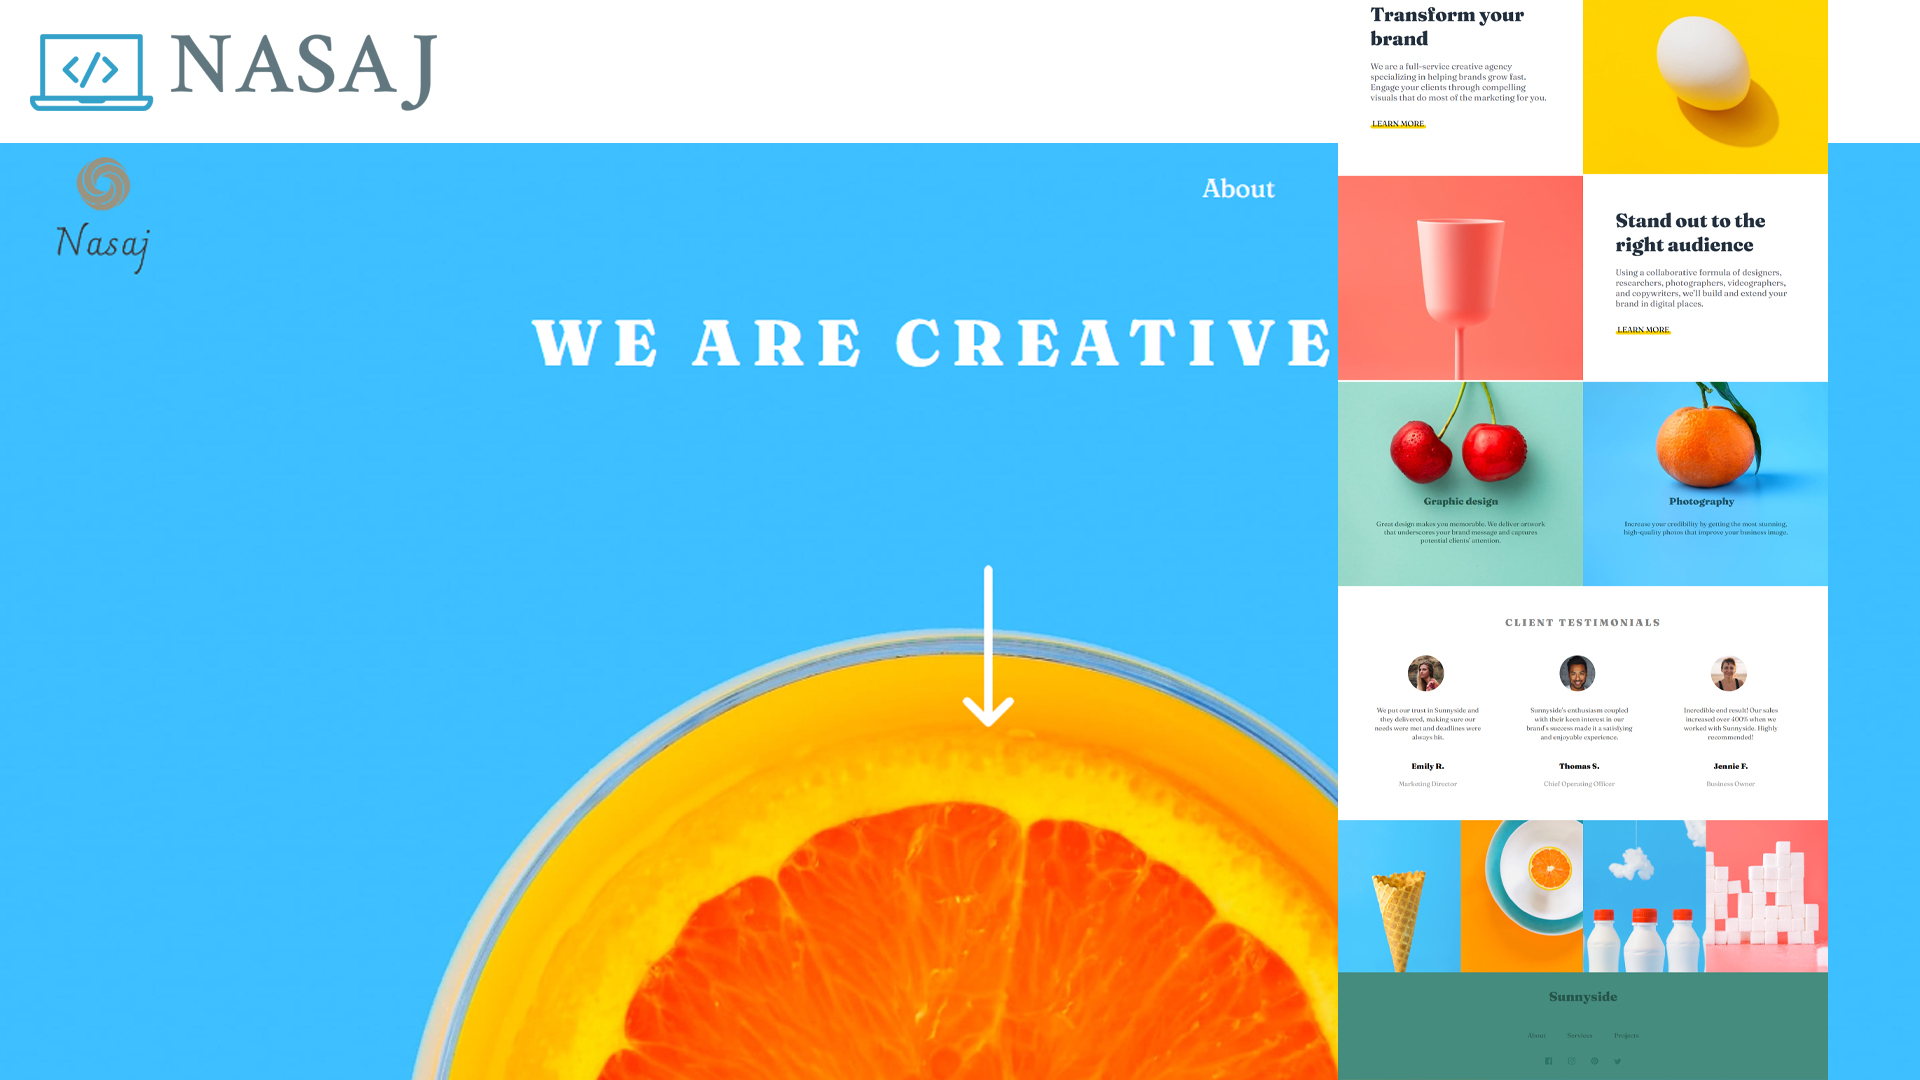 </>
NASAJ
Nasaj
About
WE ARE CREATIVE
Transform your
brand
We are a full-service creative agency
specializing in helping brands grow fast.
Engage your clients through compelling
visuals that do most of the marketing for you.
LEARN MORE
Stand out to the
right audience
Using a collaborative formula of designers,
researchers, photographers, videographers,
and copywriters, we'll build and extend your
brand in digital places.
LEARN MORE
Graphic design
Great design makes you memorable. We deliver artwork
that underscores your brand message and captures
potential clients' attention.
Photography
Increase your credibility by getting the most stunning,
high-quality photos that improve your business image.
CLIENT TESTIMONIALS
We put our trust in Sunnyside and
they delivered, making sure our
needs were met and deadlines were
always hit.
Emily R.
Marketing Director
Sunnyside's enthusiasm coupled
with their keen interest in our
brand's success made it a satisfying
and enjoyable experience.
Thomas S.
Chief Operating Officer
Incredible end result! Our sales
increased over 400% when we
worked with Sunnyside. Highly
recommended!
Jennie F.
Business Owner
Sunnyside
About Services Projects